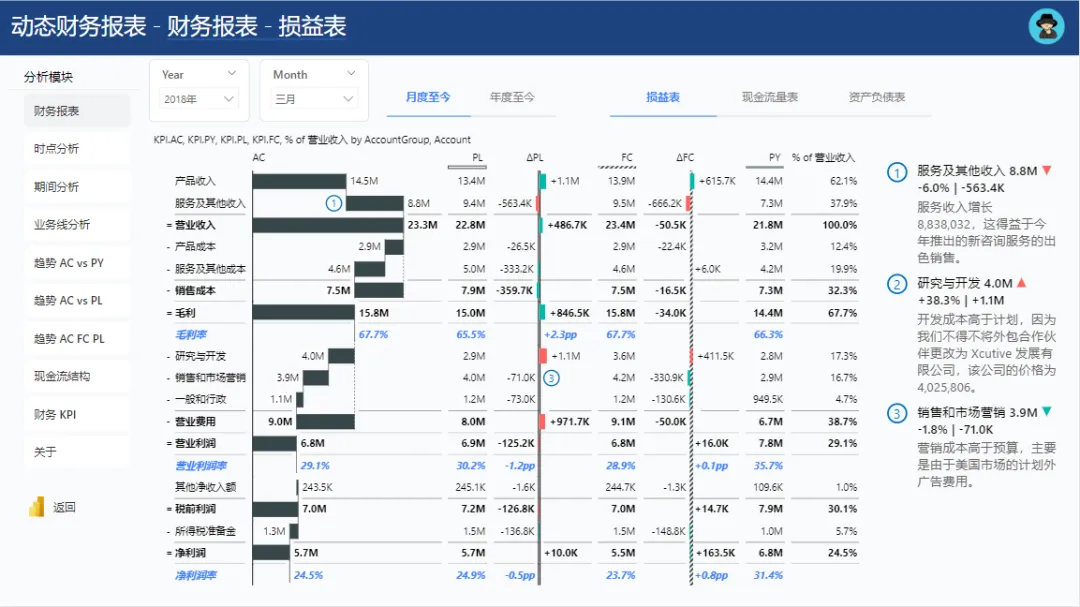 动态财务报表 - 财务报表 - 损益表
分析模块
财务报表
时点分析
期间分析
业务线分析
趋势 AC vs PY
趋势 AC vs PL
趋势 AC FC PL
现金流结构
财务 KPI
关于
返回
Year
2018年
Month
三月
月度至今 年度至今
损益表 现金流量表 资产负债表
KPI.AC, KPI.PY, KPI.PL, KPI.FC, % of 营业收入 by AccountGroup, Account
AC PL ΔPL FC ΔFC PY % of 营业收入
产品收入 14.5M 13.4M +1.1M 13.9M +615.7K 14.4M 62.1%
服务及其他收入 1 8.8M 9.4M -563.4K 9.5M -666.2K 7.3M 37.9%
= 营业收入 23.3M 22.8M +486.7K 23.4M -50.5K 21.8M 100.0%
- 产品成本 2.9M 2.9M -26.5K 2.9M -22.4K 3.2M 12.4%
- 服务及其他成本 4.6M 5.0M -333.2K 4.6M +6.0K 4.2M 19.9%
- 销售成本 7.5M 7.9M -359.7K 7.5M -16.5K 7.3M 32.3%
= 毛利 15.8M 15.0M +846.5K 15.8M -34.0K 14.4M 67.7%
毛利率 67.7% 65.5% +2.3pp 67.7% 66.3%
- 研究与开发 4.0M 2.9M +1.1M 3.6M +411.5K 2.8M 17.3%
- 销售和市场营销 3.9M 4.0M -71.0K 3 4.2M -330.9K 2.9M 16.7%
- 一般和行政 1.1M 1.2M -73.0K 1.2M -130.6K 949.5K 4.7%
- 营业费用 9.0M 8.0M +971.7K 9.1M -50.0K 6.7M 38.7%
= 营业利润 6.8M 6.9M -125.2K 6.8M +16.0K 7.8M 29.1%
营业利润率 29.1% 30.2% -1.2pp 28.9% +0.1pp 35.7%
其他净收入额 243.5K 245.1K -1.6K 244.7K -1.3K 109.6K 1.0%
= 税前利润 7.0M 7.2M -126.8K 7.0M +14.7K 7.9M 30.1%
- 所得税准备金 1.3M 1.5M -136.8K 1.5M -148.8K 1.0M 5.7%
= 净利润 5.7M 5.7M +10.0K 5.5M +163.5K 6.8M 24.5%
净利润率 24.5% 24.9% -0.5pp 23.7% +0.8pp 31.4%
1 服务及其他收入 8.8M
-6.0% | -563.4K
服务收入增长
8,838,032，这得益于今
年推出的新咨询服务的出
色销售。
2 研究与开发 4.0M
+38.3% | +1.1M
开发成本高于计划，因为
我们不得不将外包合作伙
伴更改为 Xcutive 发展有
限公司，该公司的价格为
4,025,806。
3 销售和市场营销 3.9M
-1.8% | -71.0K
营销成本高于预算，主要
是由于美国市场的计划外
广告费用。